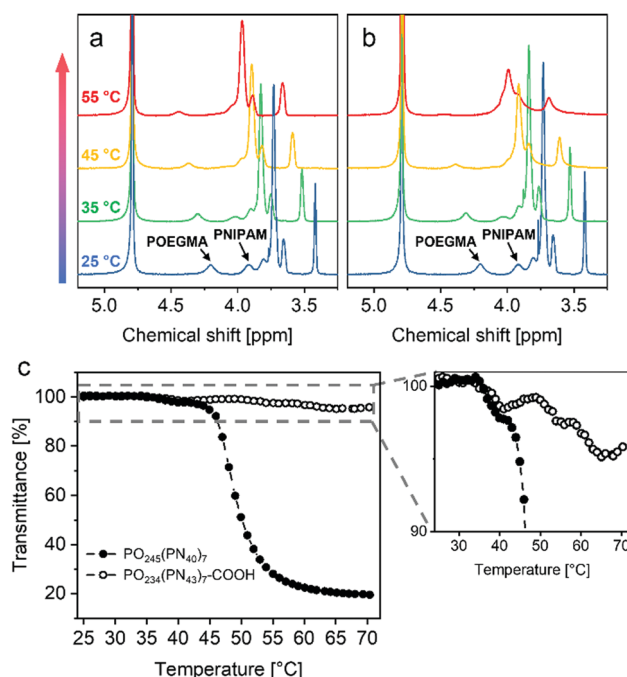 a
b
55 °C
45 °C
35 °C
25 °C
POEGMA
PNIPAM
POEGMA
PNIPAM
5.0 4.5 4.0 3.5
5.0 4.5 4.0 3.5
Chemical shift [ppm]
Chemical shift [ppm]
c
Transmittance [%]
100
80
60
40
20
PO245(PN40)7
PO234(PN43)7-COOH
25 30 35 40 45 50 55 60 65 70
Temperature [°C]
100
90
30 40 50 60 70
Temperature [°C]